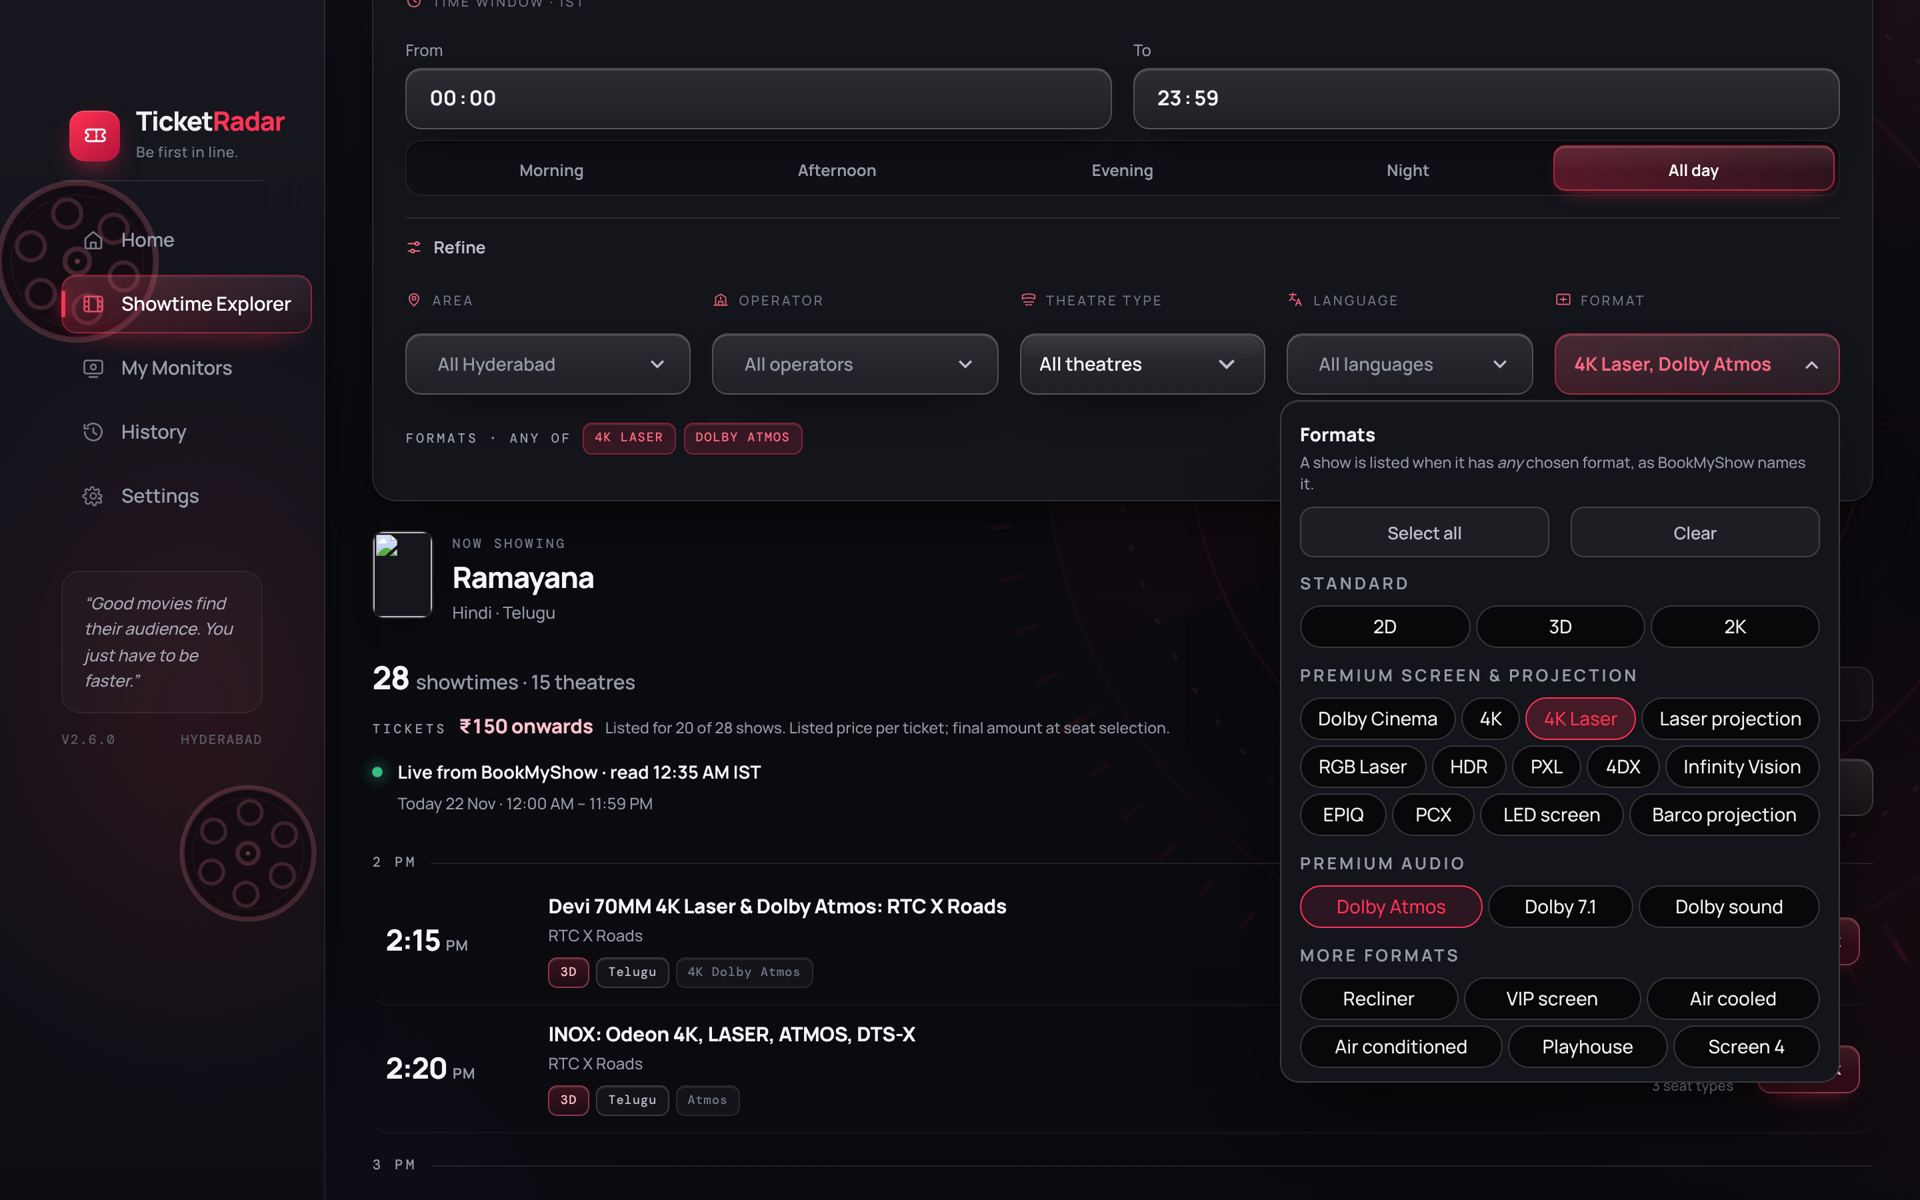 TIME WINDOW · IST
From
To
00:00
23:59
TicketRadar
Be first in line.
Morning
Afternoon
Evening
Night
All day
Home
Showtime Explorer
My Monitors
History
Settings
Refine
AREA
OPERATOR
THEATRE TYPE
LANGUAGE
FORMAT
All Hyderabad
All operators
All theatres
All languages
4K Laser, Dolby Atmos
FORMATS · ANY OF
4K LASER
DOLBY ATMOS
Formats
A show is listed when it has any chosen format, as BookMyShow names
it.
Select all
Clear
STANDARD
2D
3D
2K
PREMIUM SCREEN & PROJECTION
Dolby Cinema
4K
4K Laser
Laser projection
RGB Laser
HDR
PXL
4DX
Infinity Vision
EPIQ
PCX
LED screen
Barco projection
PREMIUM AUDIO
Dolby Atmos
Dolby 7.1
Dolby sound
MORE FORMATS
Recliner
VIP screen
Air cooled
Air conditioned
Playhouse
Screen 4
“Good movies find
their audience. You
just have to be
faster.”
V2.6.0
HYDERABAD
NOW SHOWING
Ramayana
Hindi · Telugu
28 showtimes · 15 theatres
TICKETS ₹150 onwards Listed for 20 of 28 shows. Listed price per ticket; final amount at seat selection.
Live from BookMyShow · read 12:35 AM IST
Today 22 Nov · 12:00 AM – 11:59 PM
2 PM
2:15 PM
Devi 70MM 4K Laser & Dolby Atmos: RTC X Roads
RTC X Roads
3D
Telugu
4K Dolby Atmos
2:20 PM
INOX: Odeon 4K, LASER, ATMOS, DTS-X
RTC X Roads
3D
Telugu
Atmos
3 seat types
3 PM